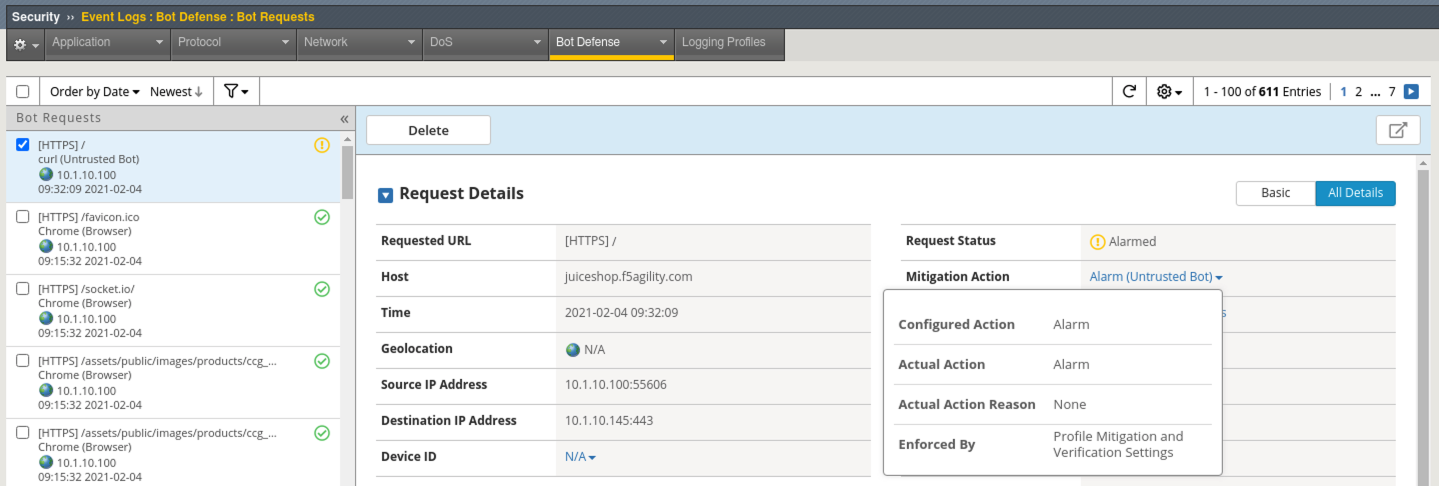 Security ›› Event Logs : Bot Defense : Bot Requests
Application Protocol Network DoS Bot Defense Logging Profiles
Order by Date Newest 1 - 100 of 611 Entries 1 2 ... 7
Bot Requests «
[HTTPS] /
curl (Untrusted Bot)
10.1.10.100
09:32:09 2021-02-04
[HTTPS] /favicon.ico
Chrome (Browser)
10.1.10.100
09:15:32 2021-02-04
[HTTPS] /socket.io/
Chrome (Browser)
10.1.10.100
09:15:32 2021-02-04
[HTTPS] /assets/public/images/products/ccg_...
Chrome (Browser)
10.1.10.100
09:15:32 2021-02-04
[HTTPS] /assets/public/images/products/ccg_...
Chrome (Browser)
10.1.10.100
09:15:32 2021-02-04
Delete
Request Details
Basic All Details
Requested URL [HTTPS] /
Host juiceshop.f5agility.com
Time 2021-02-04 09:32:09
Geolocation N/A
Source IP Address 10.1.10.100:55606
Destination IP Address 10.1.10.145:443
Device ID N/A
Request Status Alarmed
Mitigation Action Alarm (Untrusted Bot)
Configured Action Alarm
Actual Action Alarm
Actual Action Reason None
Enforced By Profile Mitigation and
Verification Settings